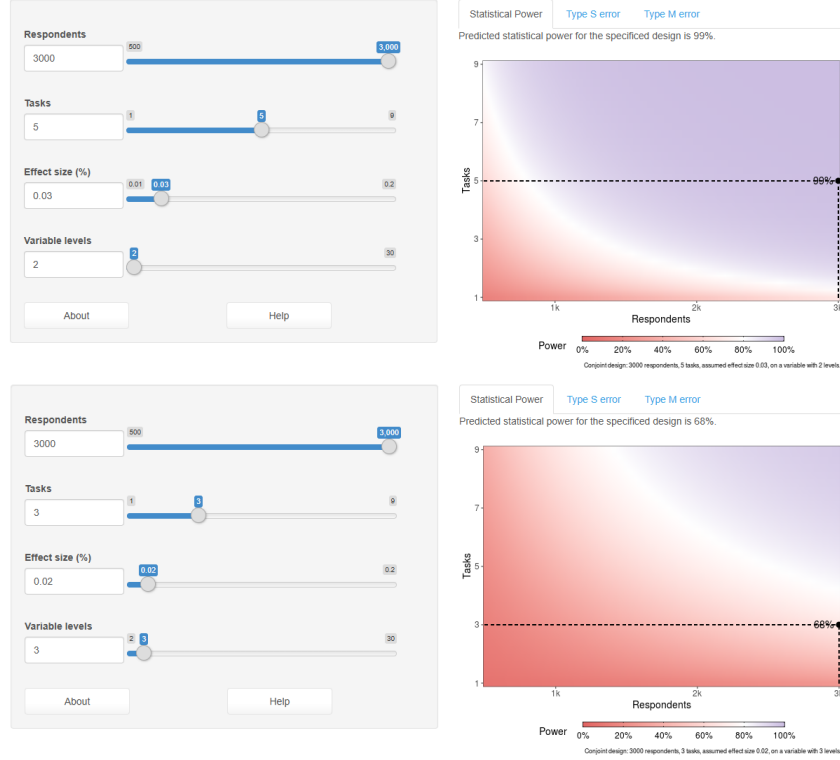 Statistical Power Type S error Type M error
Predicted statistical power for the specificed design is 99%.
Respondents
3000
500 3,000
Tasks
5
1 5 9
Effect size (%)
0.03
0.01 0.03 0.2
Variable levels
2
2 30
About Help
9
7
5
3
1
Tasks
99%
1k 2k 3
Respondents
Power 0% 20% 40% 60% 80% 100%
Conjoint design: 3000 respondents, 5 tasks, assumed effect size 0.03, on a variable with 2 levels.
Statistical Power Type S error Type M error
Predicted statistical power for the specificed design is 68%.
Respondents
3000
500 3,000
Tasks
3
1 3 9
Effect size (%)
0.02
0.02 0.2
Variable levels
3
2 3 30
About Help
9
7
5
3
1
Tasks
68%
1k 2k 3
Respondents
Power 0% 20% 40% 60% 80% 100%
Conjoint design: 3000 respondents, 3 tasks, assumed effect size 0.02, on a variable with 3 levels